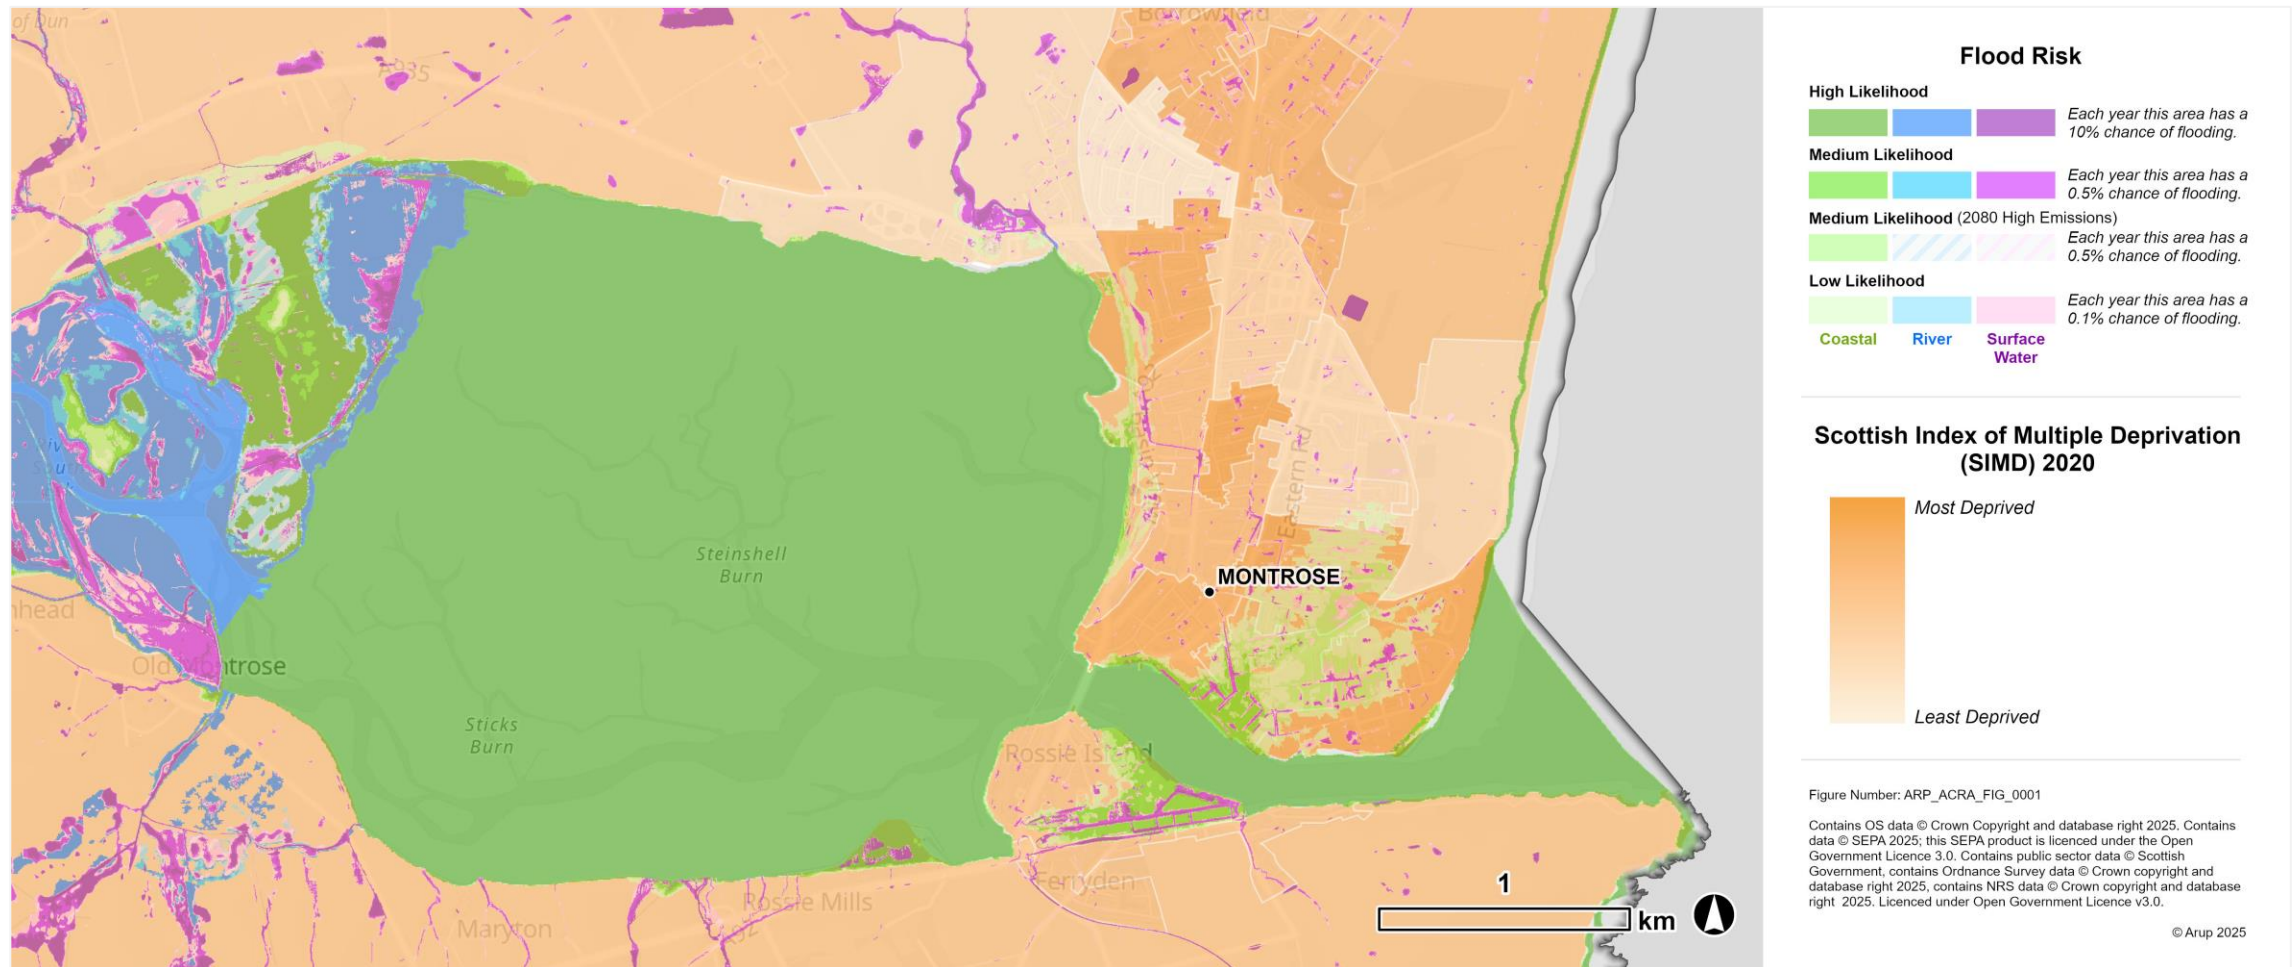 of Dun
Borrowfield
A935
Steinshell
Burn
Eastern Rd
MONTROSE
Old Montrose
Sticks
Burn
Rossie Island
Ferryden
Rossie Mills
Maryton
A92
1
km
Flood Risk
High Likelihood
Each year this area has a
10% chance of flooding.
Medium Likelihood
Each year this area has a
0.5% chance of flooding.
Medium Likelihood (2080 High Emissions)
Each year this area has a
0.5% chance of flooding.
Low Likelihood
Each year this area has a
0.1% chance of flooding.
Coastal River Surface
Water
Scottish Index of Multiple Deprivation
(SIMD) 2020
Most Deprived
Least Deprived
Figure Number: ARP_ACRA_FIG_0001
Contains OS data © Crown Copyright and database right 2025. Contains
data © SEPA 2025; this SEPA product is licenced under the Open
Government Licence 3.0. Contains public sector data © Scottish
Government, contains Ordnance Survey data © Crown copyright and
database right 2025, contains NRS data © Crown copyright and database
right 2025. Licenced under Open Government Licence v3.0.
© Arup 2025